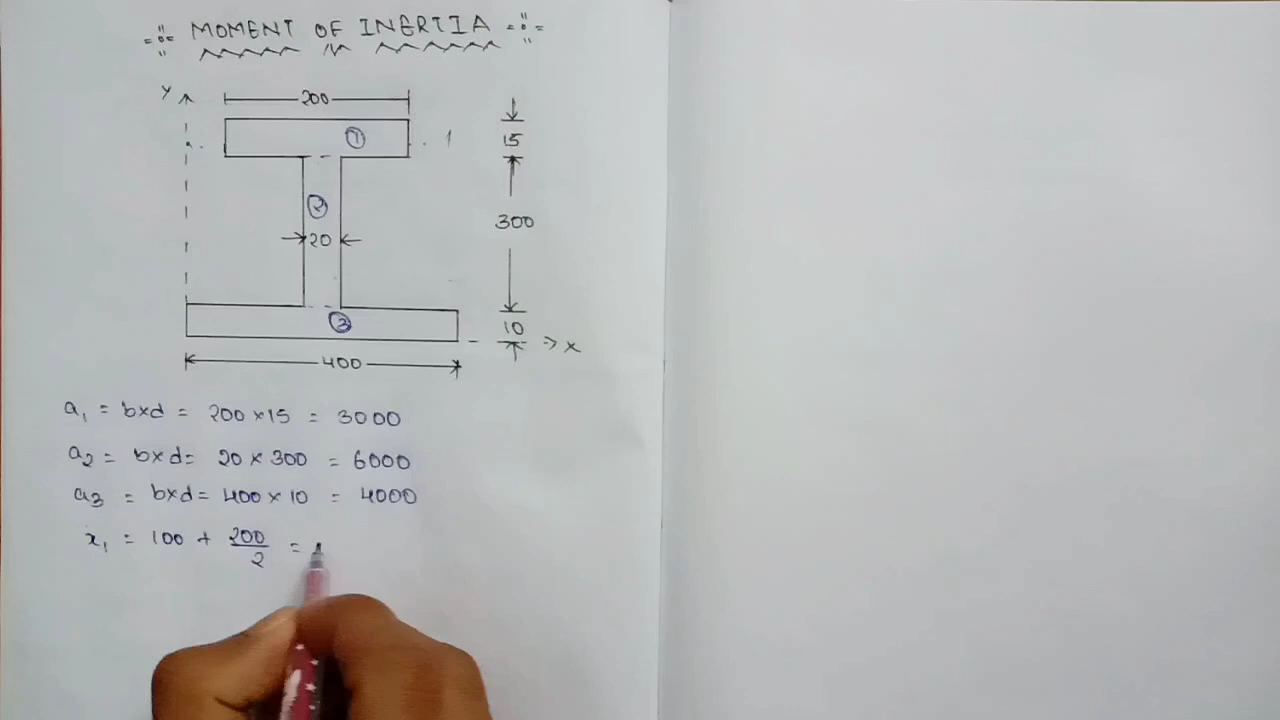 MOMENT OF INERTIA
Y
200
1
15
1
2
300
20
3
10
x
400
a₁ = b×d = 200×15 = 3000
a₂ = b×d = 20 × 300 = 6000
a₃ = b×d = 400 × 10 = 4000
x₁ = 100 + 200/2 =